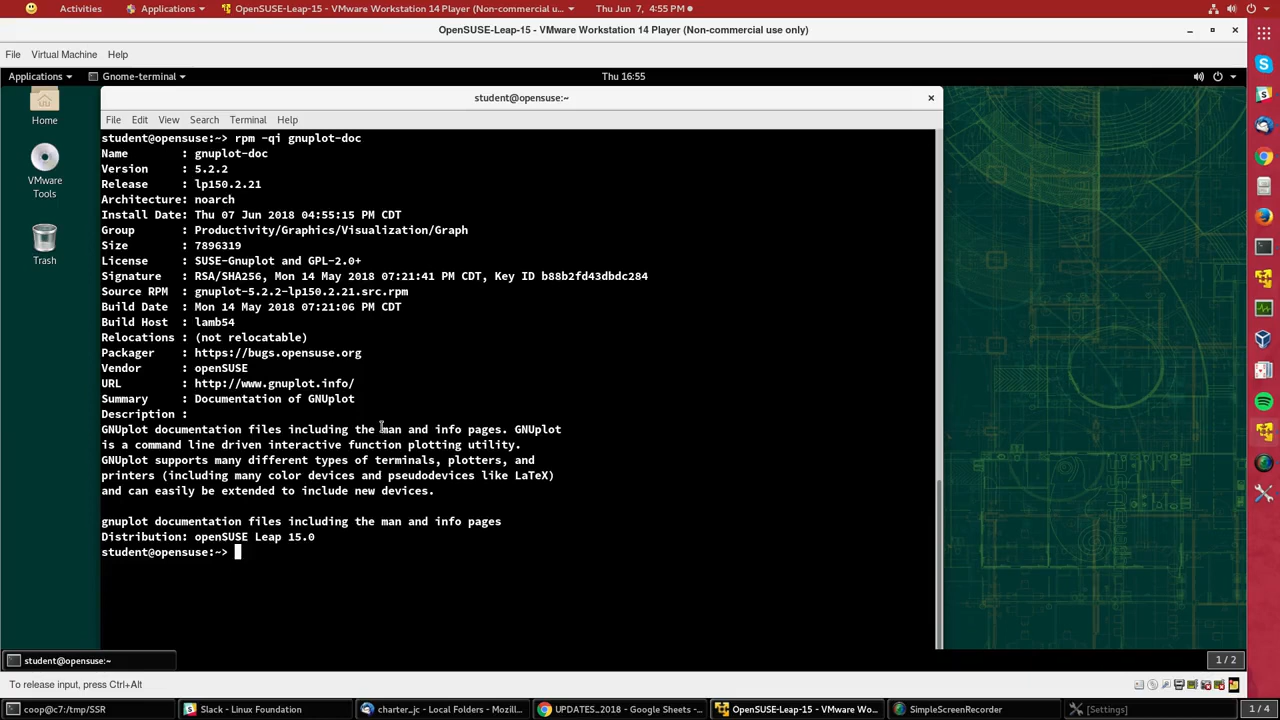 Activities
Applications
OpenSUSE-Leap-15 - VMware Workstation 14 Player (Non-commercial u...
Thu Jun 7, 4:55 PM
OpenSUSE-Leap-15 - VMware Workstation 14 Player (Non-commercial use only)
File Virtual Machine Help
Applications Gnome-terminal Thu 16:55
student@opensuse:~
Home
VMware
Tools
Trash
File Edit View Search Terminal Help
student@opensuse:~> rpm -qi gnuplot-doc
Name : gnuplot-doc
Version : 5.2.2
Release : lp150.2.21
Architecture: noarch
Install Date: Thu 07 Jun 2018 04:55:15 PM CDT
Group : Productivity/Graphics/Visualization/Graph
Size : 7896319
License : SUSE-Gnuplot and GPL-2.0+
Signature : RSA/SHA256, Mon 14 May 2018 07:21:41 PM CDT, Key ID b88b2fd43dbdc284
Source RPM : gnuplot-5.2.2-lp150.2.21.src.rpm
Build Date : Mon 14 May 2018 07:21:06 PM CDT
Build Host : lamb54
Relocations : (not relocatable)
Packager : https://bugs.opensuse.org
Vendor : openSUSE
URL : http://www.gnuplot.info/
Summary : Documentation of GNUplot
Description :
GNUplot documentation files including the man and info pages. GNUplot
is a command line driven interactive function plotting utility.
GNUplot supports many different types of terminals, plotters, and
printers (including many color devices and pseudodevices like LaTeX)
and can easily be extended to include new devices.
gnuplot documentation files including the man and info pages
Distribution: openSUSE Leap 15.0
student@opensuse:~>
student@opensuse:~
1 / 2
To release input, press Ctrl+Alt
coop@c7:/tmp/SSR
Slack - Linux Foundation
charter_jc - Local Folders - Mozilla...
UPDATES_2018 - Google Sheets - ...
OpenSUSE-Leap-15 - VMware Wo...
SimpleScreenRecorder
[Settings]
1 / 4